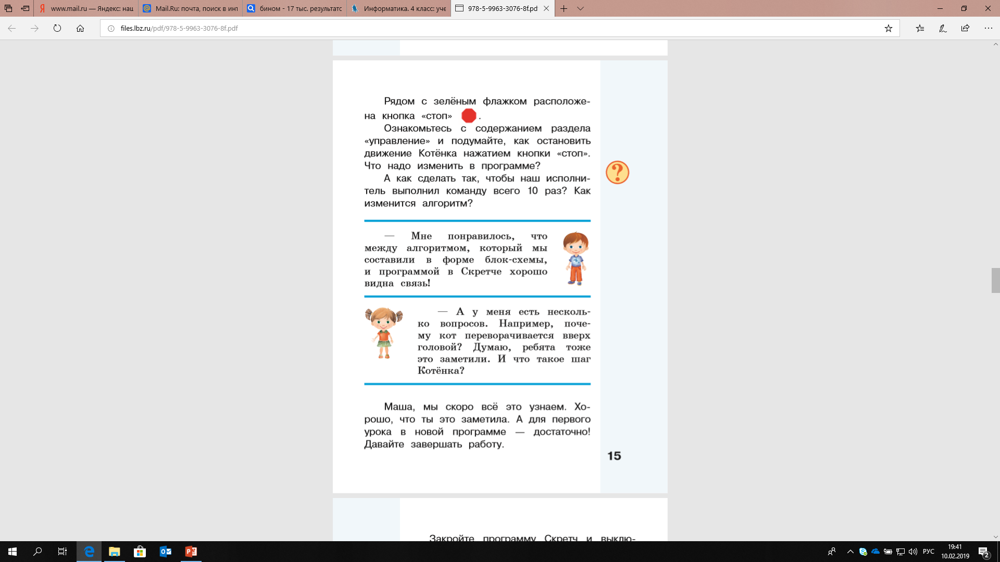 www.mail.ru — Яндекс: наш
Mail.Ru: почта, поиск в инт
бином - 17 тыс. результато
Информатика. 4 класс: уче
978-5-9963-3076-8f.pd
files.lbz.ru/pdf/978-5-9963-3076-8f.pdf
Рядом с зелёным флажком расположе-
на кнопка «стоп» .
Ознакомьтесь с содержанием раздела
«управление» и подумайте, как остановить
движение Котёнка нажатием кнопки «стоп».
Что надо изменить в программе?
А как сделать так, чтобы наш исполни-
тель выполнил команду всего 10 раз? Как
изменится алгоритм?
?
— Мне понравилось, что
между алгоритмом, который мы
составили в форме блок-схемы,
и программой в Скретче хорошо
видна связь!
— А у меня есть несколь-
ко вопросов. Например, поче-
му кот переворачивается вверх
головой? Думаю, ребята тоже
это заметили. И что такое шаг
Котёнка?
Маша, мы скоро всё это узнаем. Хо-
рошо, что ты это заметила. А для первого
урока в новой программе — достаточно!
Давайте завершать работу.
15
Закройте программу Скретч и выклю-
РУС
19:41
10.02.2019
2